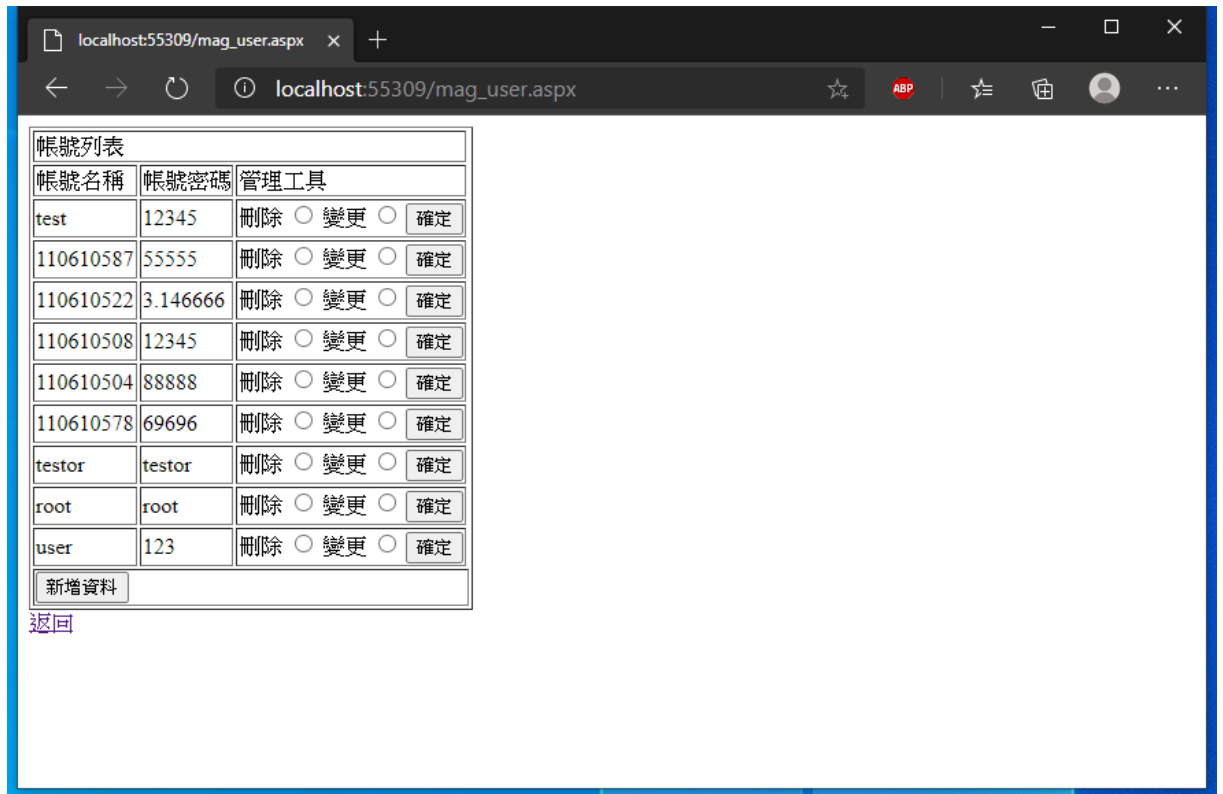 localhost:55309/mag_user.aspx
localhost:55309/mag_user.aspx ABP
帳號列表
帳號名稱 帳號密碼 管理工具
test 12345 刪除 變更 確定
110610587 55555 刪除 變更 確定
110610522 3.146666 刪除 變更 確定
110610508 12345 刪除 變更 確定
110610504 88888 刪除 變更 確定
110610578 69696 刪除 變更 確定
testor testor 刪除 變更 確定
root root 刪除 變更 確定
user 123 刪除 變更 確定
新增資料
返回